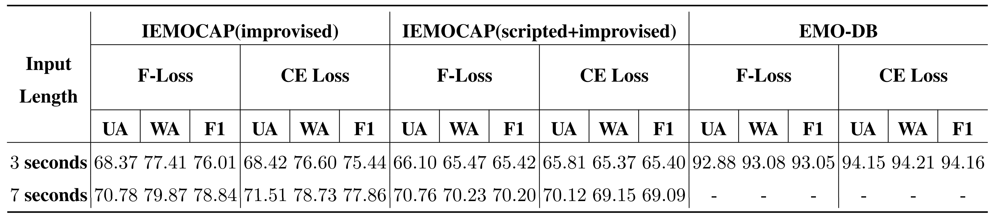 IEMOCAP(improvised) IEMOCAP(scripted+improvised) EMO-DB
Input Length
F-Loss CE Loss F-Loss CE Loss F-Loss CE Loss
UA WA F1 UA WA F1 UA WA F1 UA WA F1 UA WA F1 UA WA F1
3 seconds 68.37 77.41 76.01 68.42 76.60 75.44 66.10 65.47 65.42 65.81 65.37 65.40 92.88 93.08 93.05 94.15 94.21 94.16
7 seconds 70.78 79.87 78.84 71.51 78.73 77.86 70.76 70.23 70.20 70.12 69.15 69.09 - - - - - -